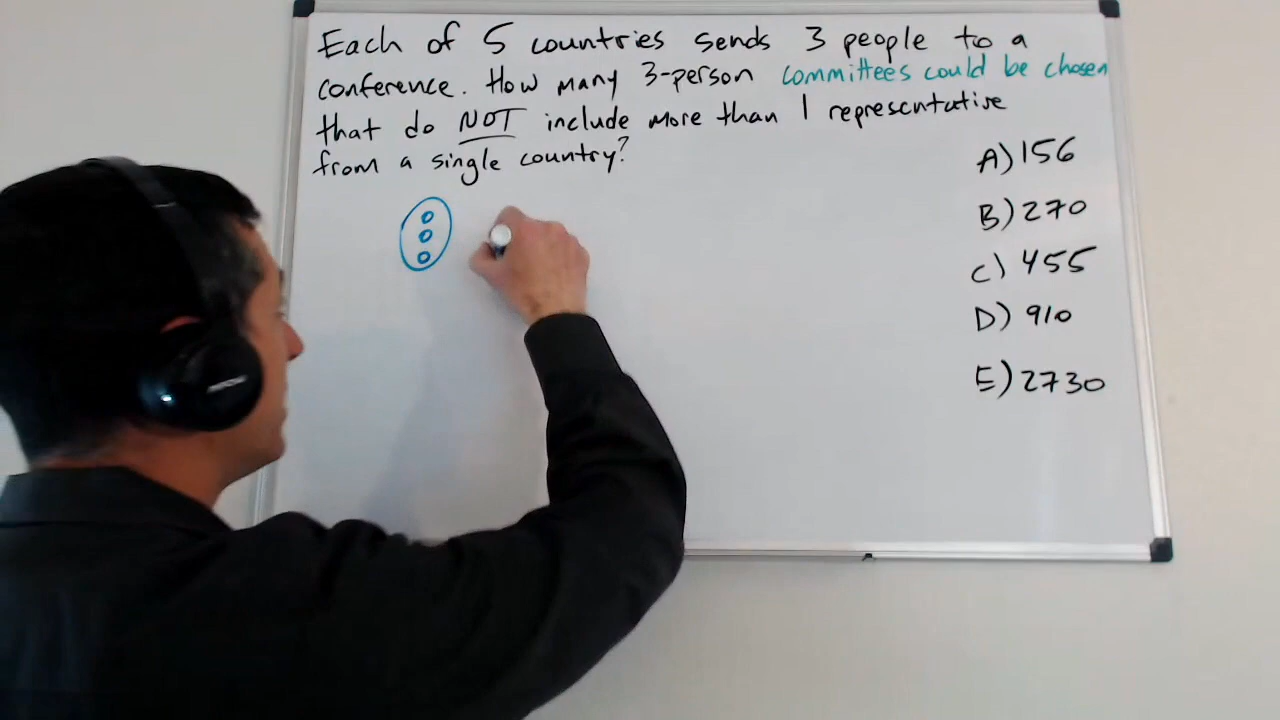 Each of 5 countries sends 3 people to a
conference. How many 3-person committees could be chosen
that do NOT include more than 1 representative
from a single country?
A) 156
B) 270
C) 455
D) 910
E) 2730